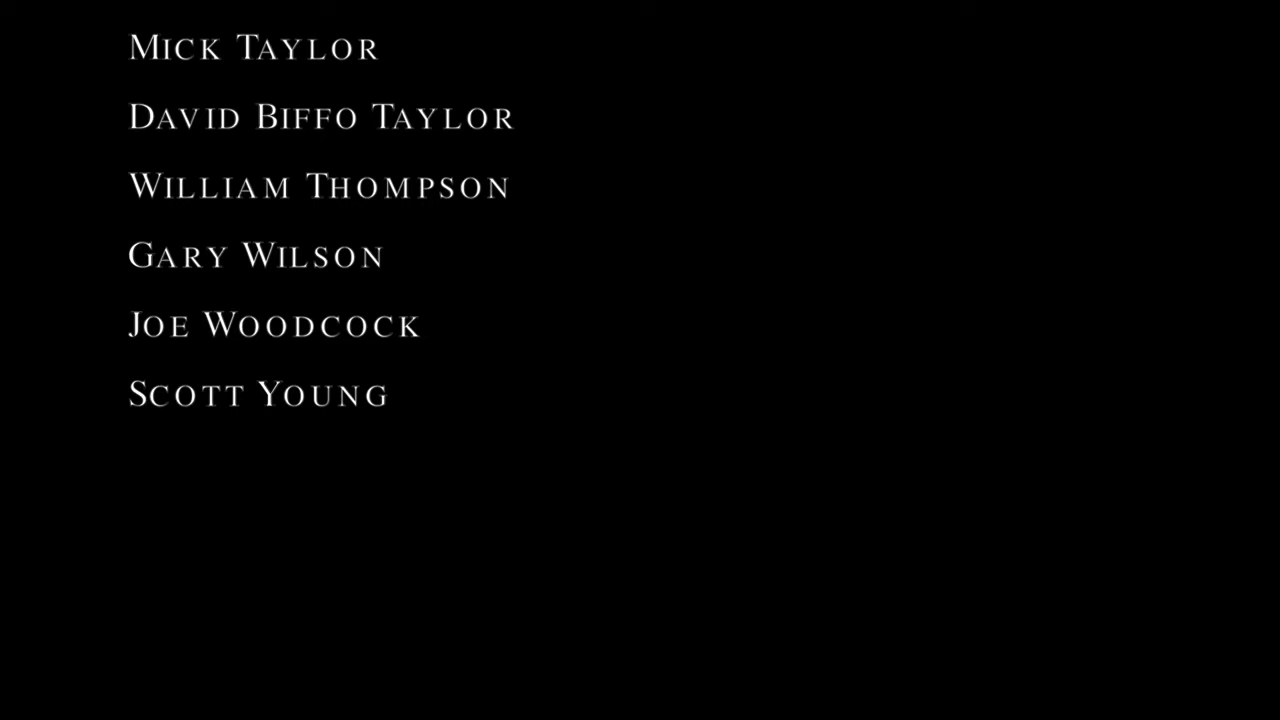 Mick Taylor
David Biffo Taylor
William Thompson
Gary Wilson
Joe Woodcock
Scott Young